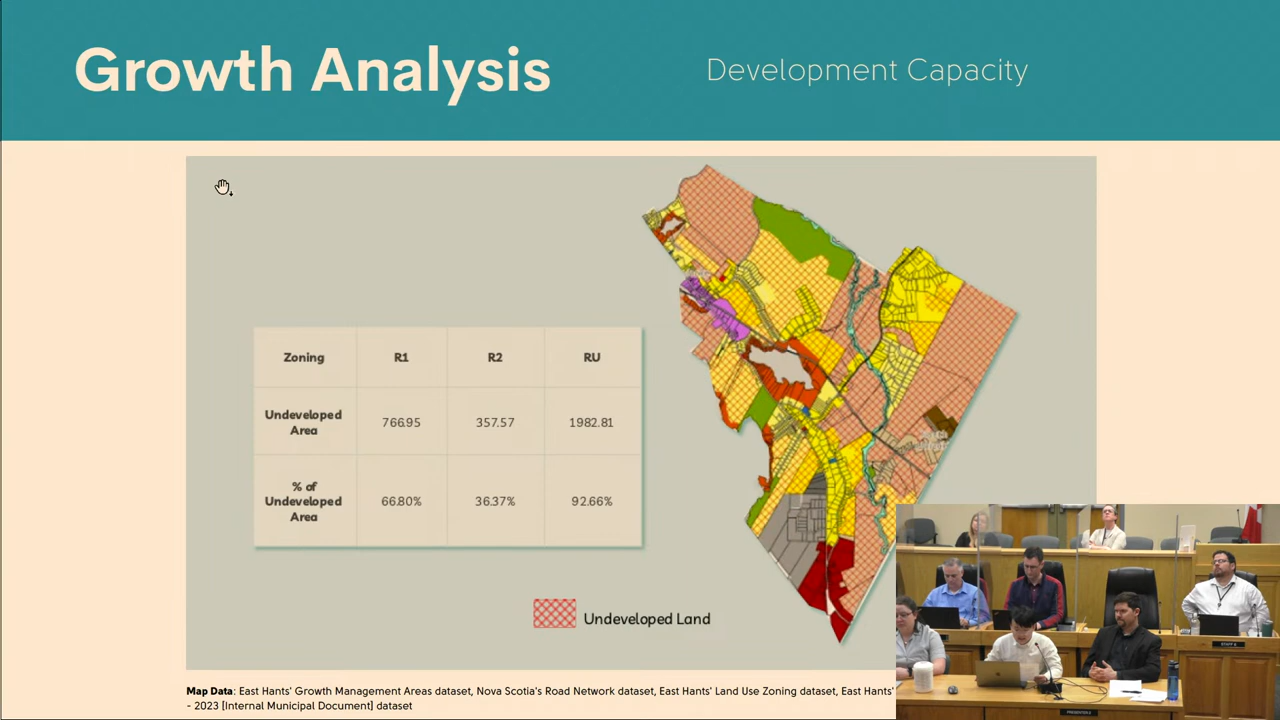 Growth Analysis
Development Capacity
Zoning R1 R2 RU
Undeveloped
Area
766.95 357.57 1982.81
% of
Undeveloped
Area
66.80% 36.37% 92.66%
Undeveloped Land
Map Data: East Hants' Growth Management Areas dataset, Nova Scotia's Road Network dataset, East Hants' Land Use Zoning dataset, East Hants'
- 2023 [Internal Municipal Document] dataset
STAFF B